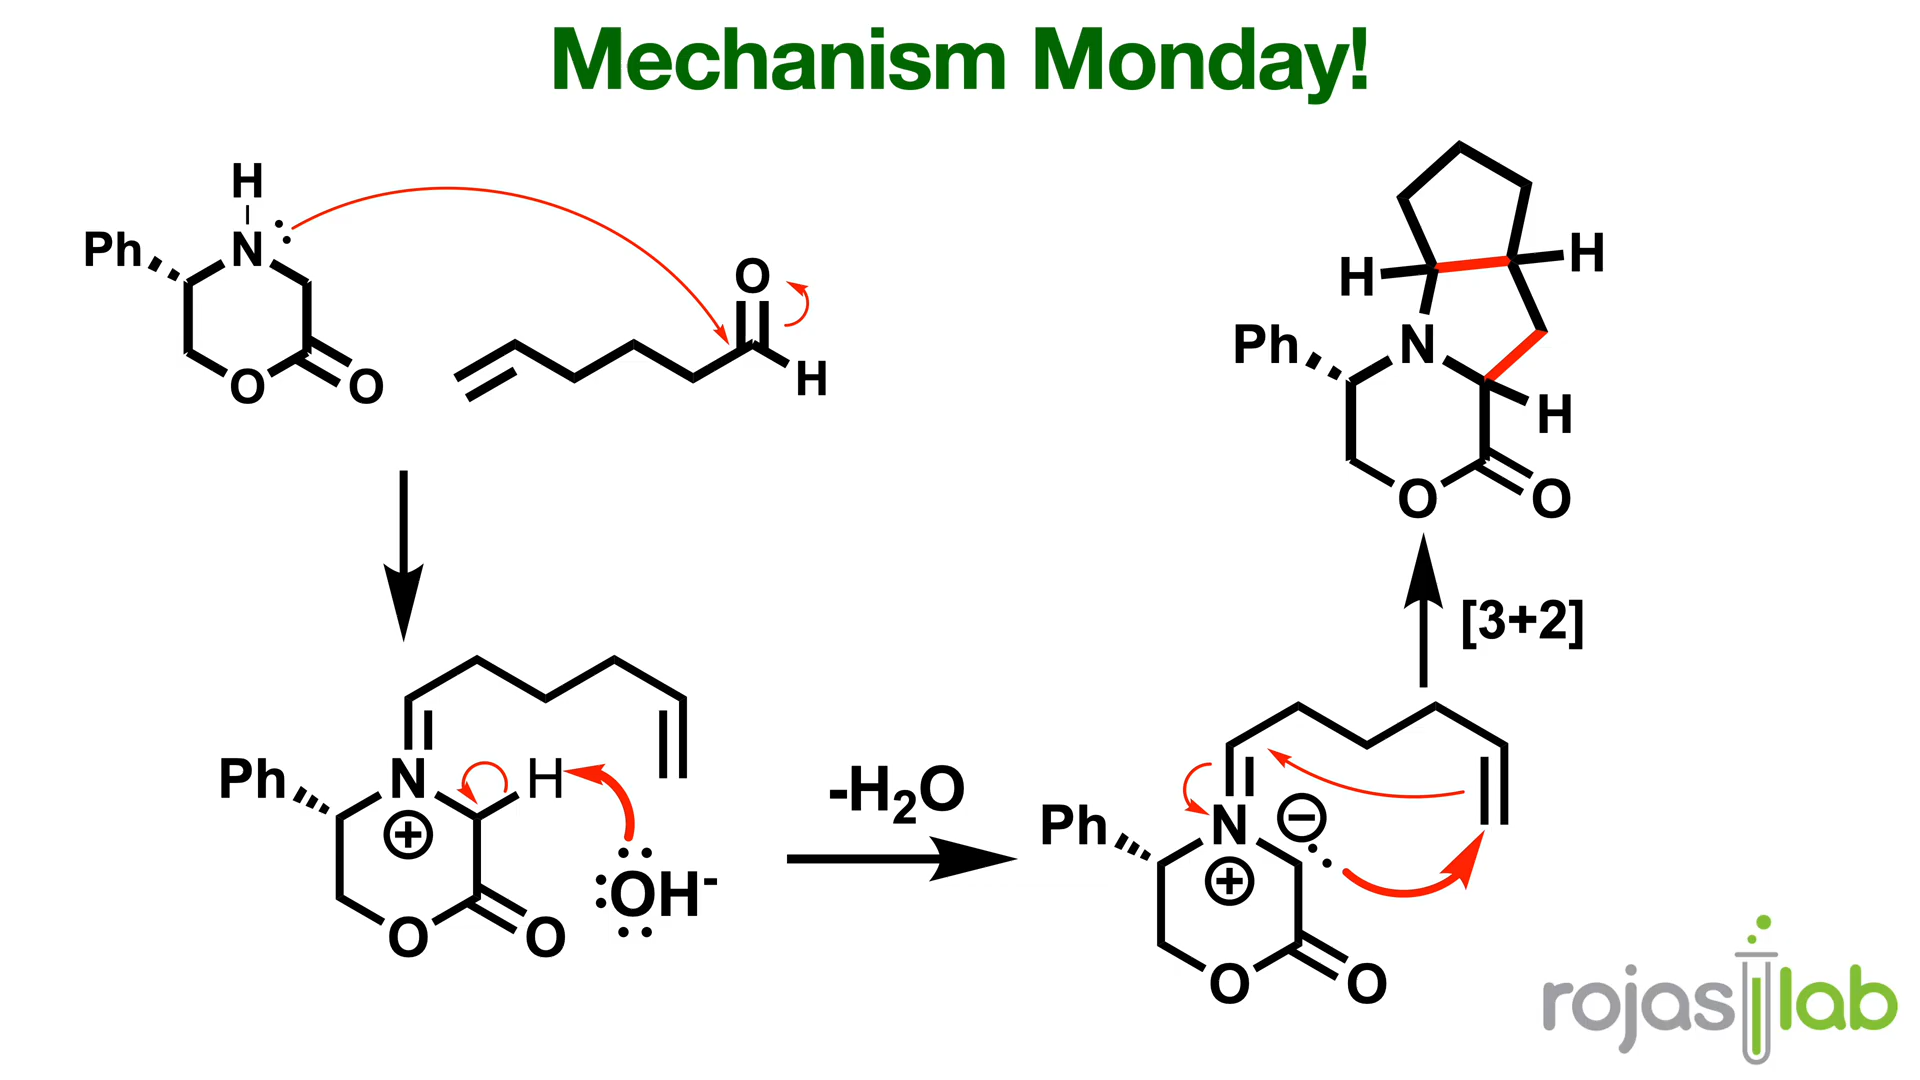 Mechanism Monday!
H
Ph N
O O
O
H
H H
Ph N
H
O O
[3+2]
Ph N H
+
:OH-
O O
-H2O
Ph N −
+
O O
rojas lab